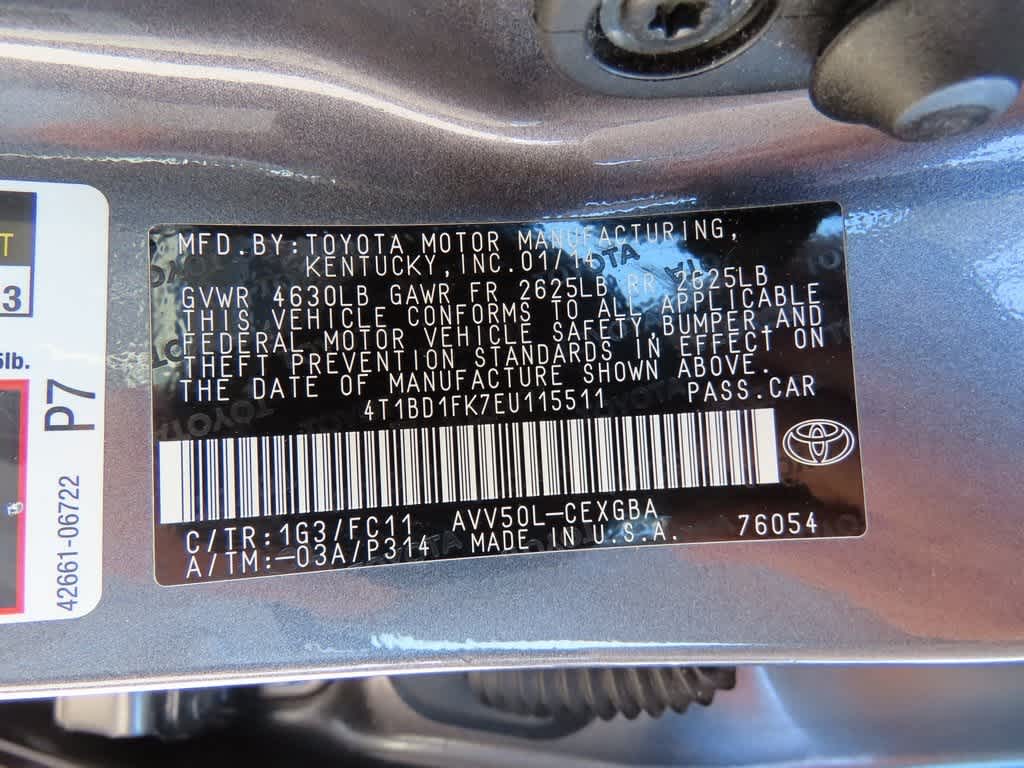 T
3
5lb.
P7
42661-06722
MFD.BY:TOYOTA MOTOR MANUFACTURING,
KENTUCKY,INC.01/14
GVWR 4630LB GAWR FR 2625LB RR 2625LB
THIS VEHICLE CONFORMS TO ALL APPLICABLE
FEDERAL MOTOR VEHICLE SAFETY,BUMPER,AND
THEFT PREVENTION STANDARDS IN EFFECT ON
THE DATE OF MANUFACTURE SHOWN ABOVE.
4T1BD1FK7EU115511 PASS.CAR
C/TR:1G3/FC11 AVV50L-CEXGBA
A/TM:-03A/P314 MADE IN U.S.A. 76054